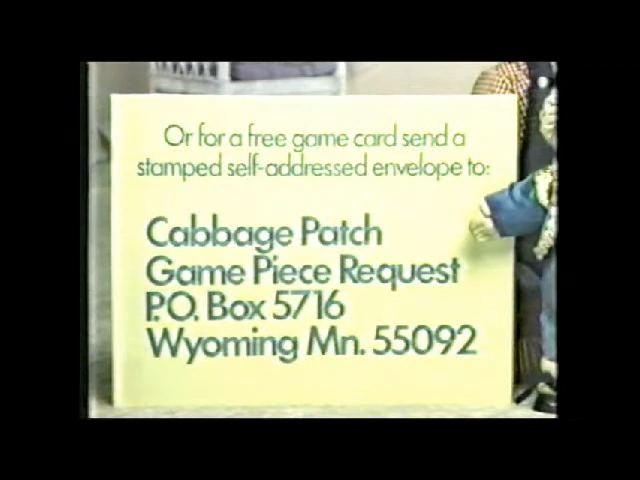 Or for a free game card send a
stamped self-addressed envelope to:
Cabbage Patch
Game Piece Request
P.O. Box 5716
Wyoming Mn. 55092